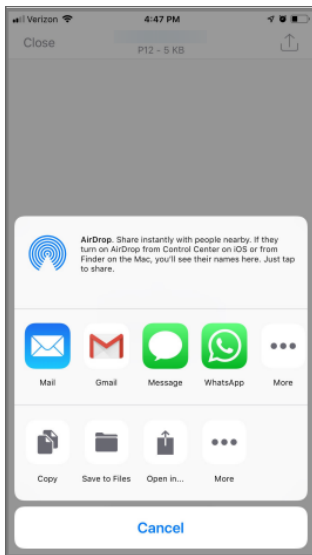 Verizon 4:47 PM
Close
P12 - 5 KB
AirDrop. Share instantly with people nearby. If they
turn on AirDrop from Control Center on iOS or from
Finder on the Mac, you'll see their names here. Just tap
to share.
Mail Gmail Message WhatsApp More
Copy Save to Files Open in... More
Cancel